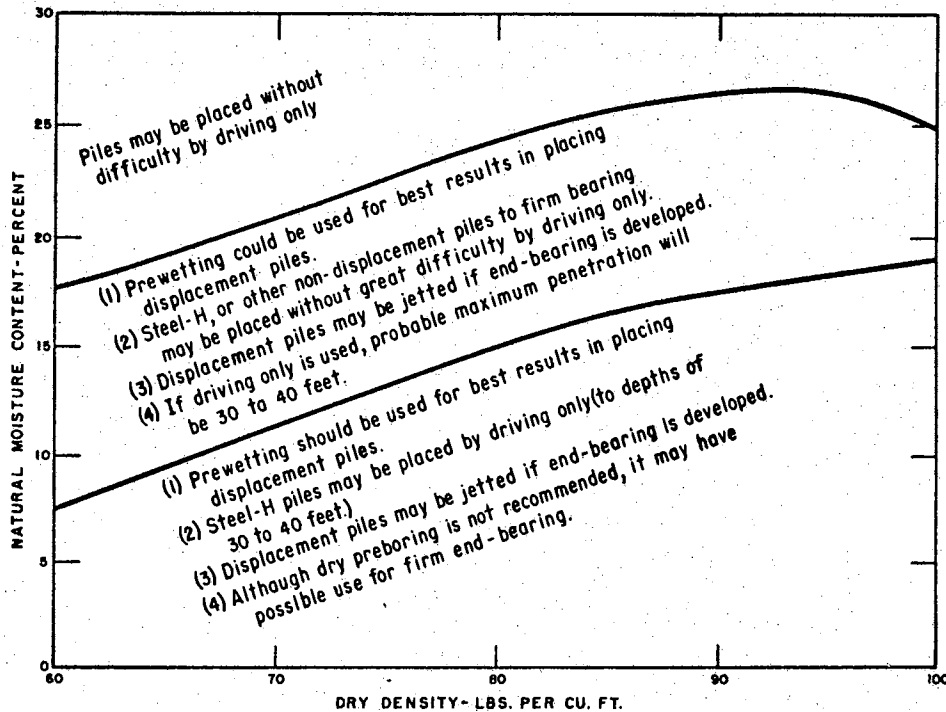 30
Piles may be placed without
difficulty by driving only
25
(1) Prewetting could be used for best results in placing
displacement piles.
(2) Steel-H, or other non-displacement piles to firm bearing
may be placed without great difficulty by driving only.
20
(3) Displacement piles may be jetted if end-bearing is developed.
(4) If driving only is used, probable maximum penetration will
be 30 to 40 feet.
15
(1) Prewetting should be used for best results in placing
displacement piles.
(2) Steel-H piles may be placed by driving only (to depths of
30 to 40 feet.)
10
(3) Displacement piles may be jetted if end-bearing is developed.
(4) Although dry preboring is not recommended, it may have
possible use for firm end-bearing.
5
0
NATURAL MOISTURE CONTENT-PERCENT
60 70 80 90 100
DRY DENSITY- LBS. PER CU. FT.